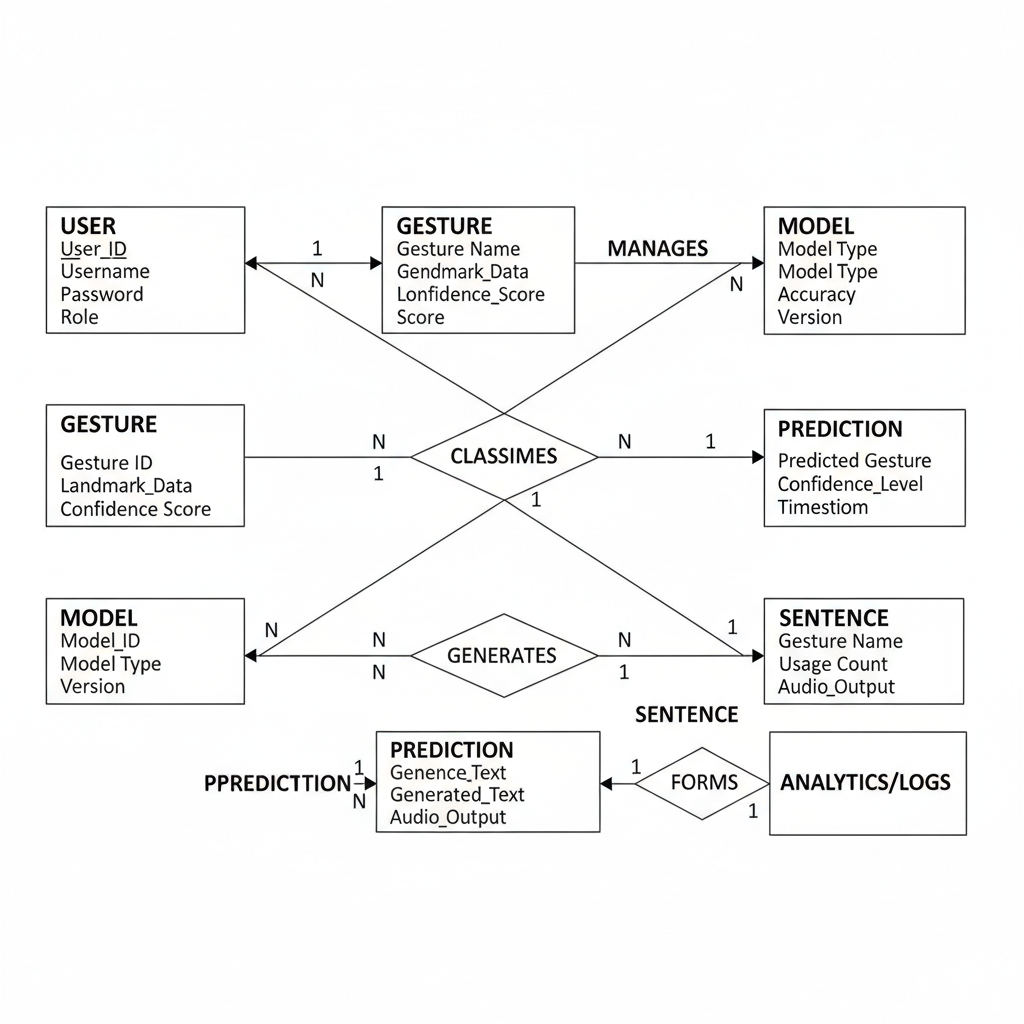 USER
User_ID
Username
Password
Role
1
N
GESTURE
Gesture Name
Gendmark_Data
Lonfidence_Score
Score
MANAGES
N
MODEL
Model Type
Model Type
Accuracy
Version
GESTURE
Gesture ID
Landmark_Data
Confidence Score
N
1
CLASSIMES
1
N
1
PREDICTION
Predicted Gesture
Confidence_Level
Timestiom
MODEL
Model_ID
Model Type
Version
N
N
N
GENERATES
N
1
1
SENTENCE
Gesture Name
Usage Count
Audio_Output
SENTENCE
PPREDICTTION
1
N
PREDICTION
Genence_Text
Generated_Text
Audio_Output
1
FORMS
1
ANALYTICS/LOGS